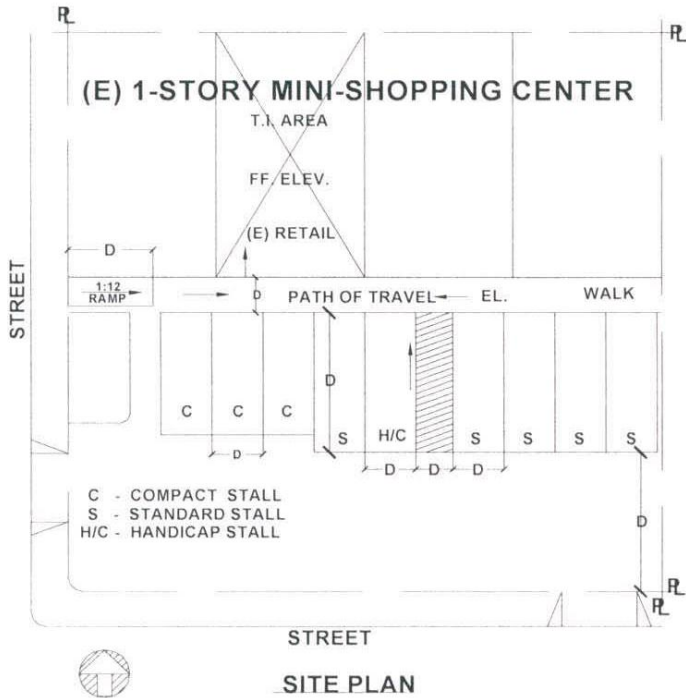 PL
PL
(E) 1-STORY MINI-SHOPPING CENTER
T.I. AREA
FF. ELEV.
(E) RETAIL
D
1:12
RAMP
D
PATH OF TRAVEL
EL.
WALK
STREET
D
C
C
C
S
H/C
S
S
S
S
D
D
D
D
C - COMPACT STALL
S - STANDARD STALL
H/C - HANDICAP STALL
D
PL
PL
STREET
SITE PLAN